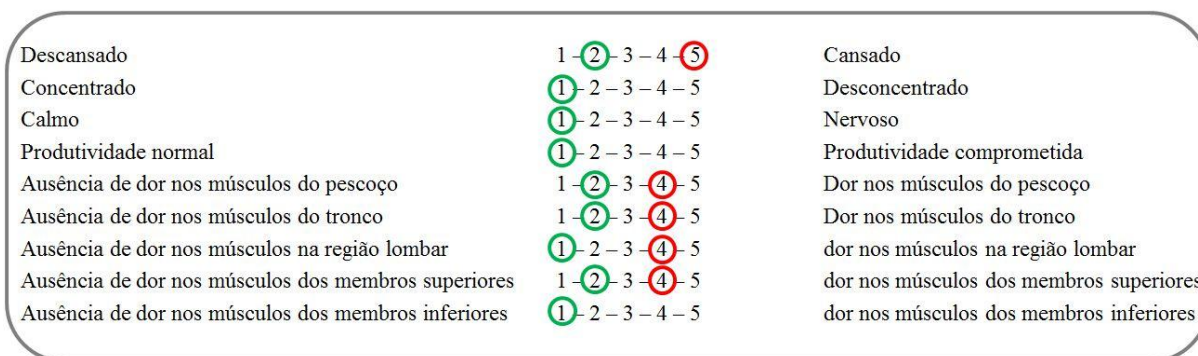 Descansado 1 – 2 – 3 – 4 – 5 Cansado
Concentrado 1 – 2 – 3 – 4 – 5 Desconcentrado
Calmo 1 – 2 – 3 – 4 – 5 Nervoso
Produtividade normal 1 – 2 – 3 – 4 – 5 Produtividade comprometida
Ausência de dor nos músculos do pescoço 1 – 2 – 3 – 4 – 5 Dor nos músculos do pescoço
Ausência de dor nos músculos do tronco 1 – 2 – 3 – 4 – 5 Dor nos músculos do tronco
Ausência de dor nos músculos na região lombar 1 – 2 – 3 – 4 – 5 dor nos músculos na região lombar
Ausência de dor nos músculos dos membros superiores 1 – 2 – 3 – 4 – 5 dor nos músculos dos membros superiores
Ausência de dor nos músculos dos membros inferiores 1 – 2 – 3 – 4 – 5 dor nos músculos dos membros inferiores